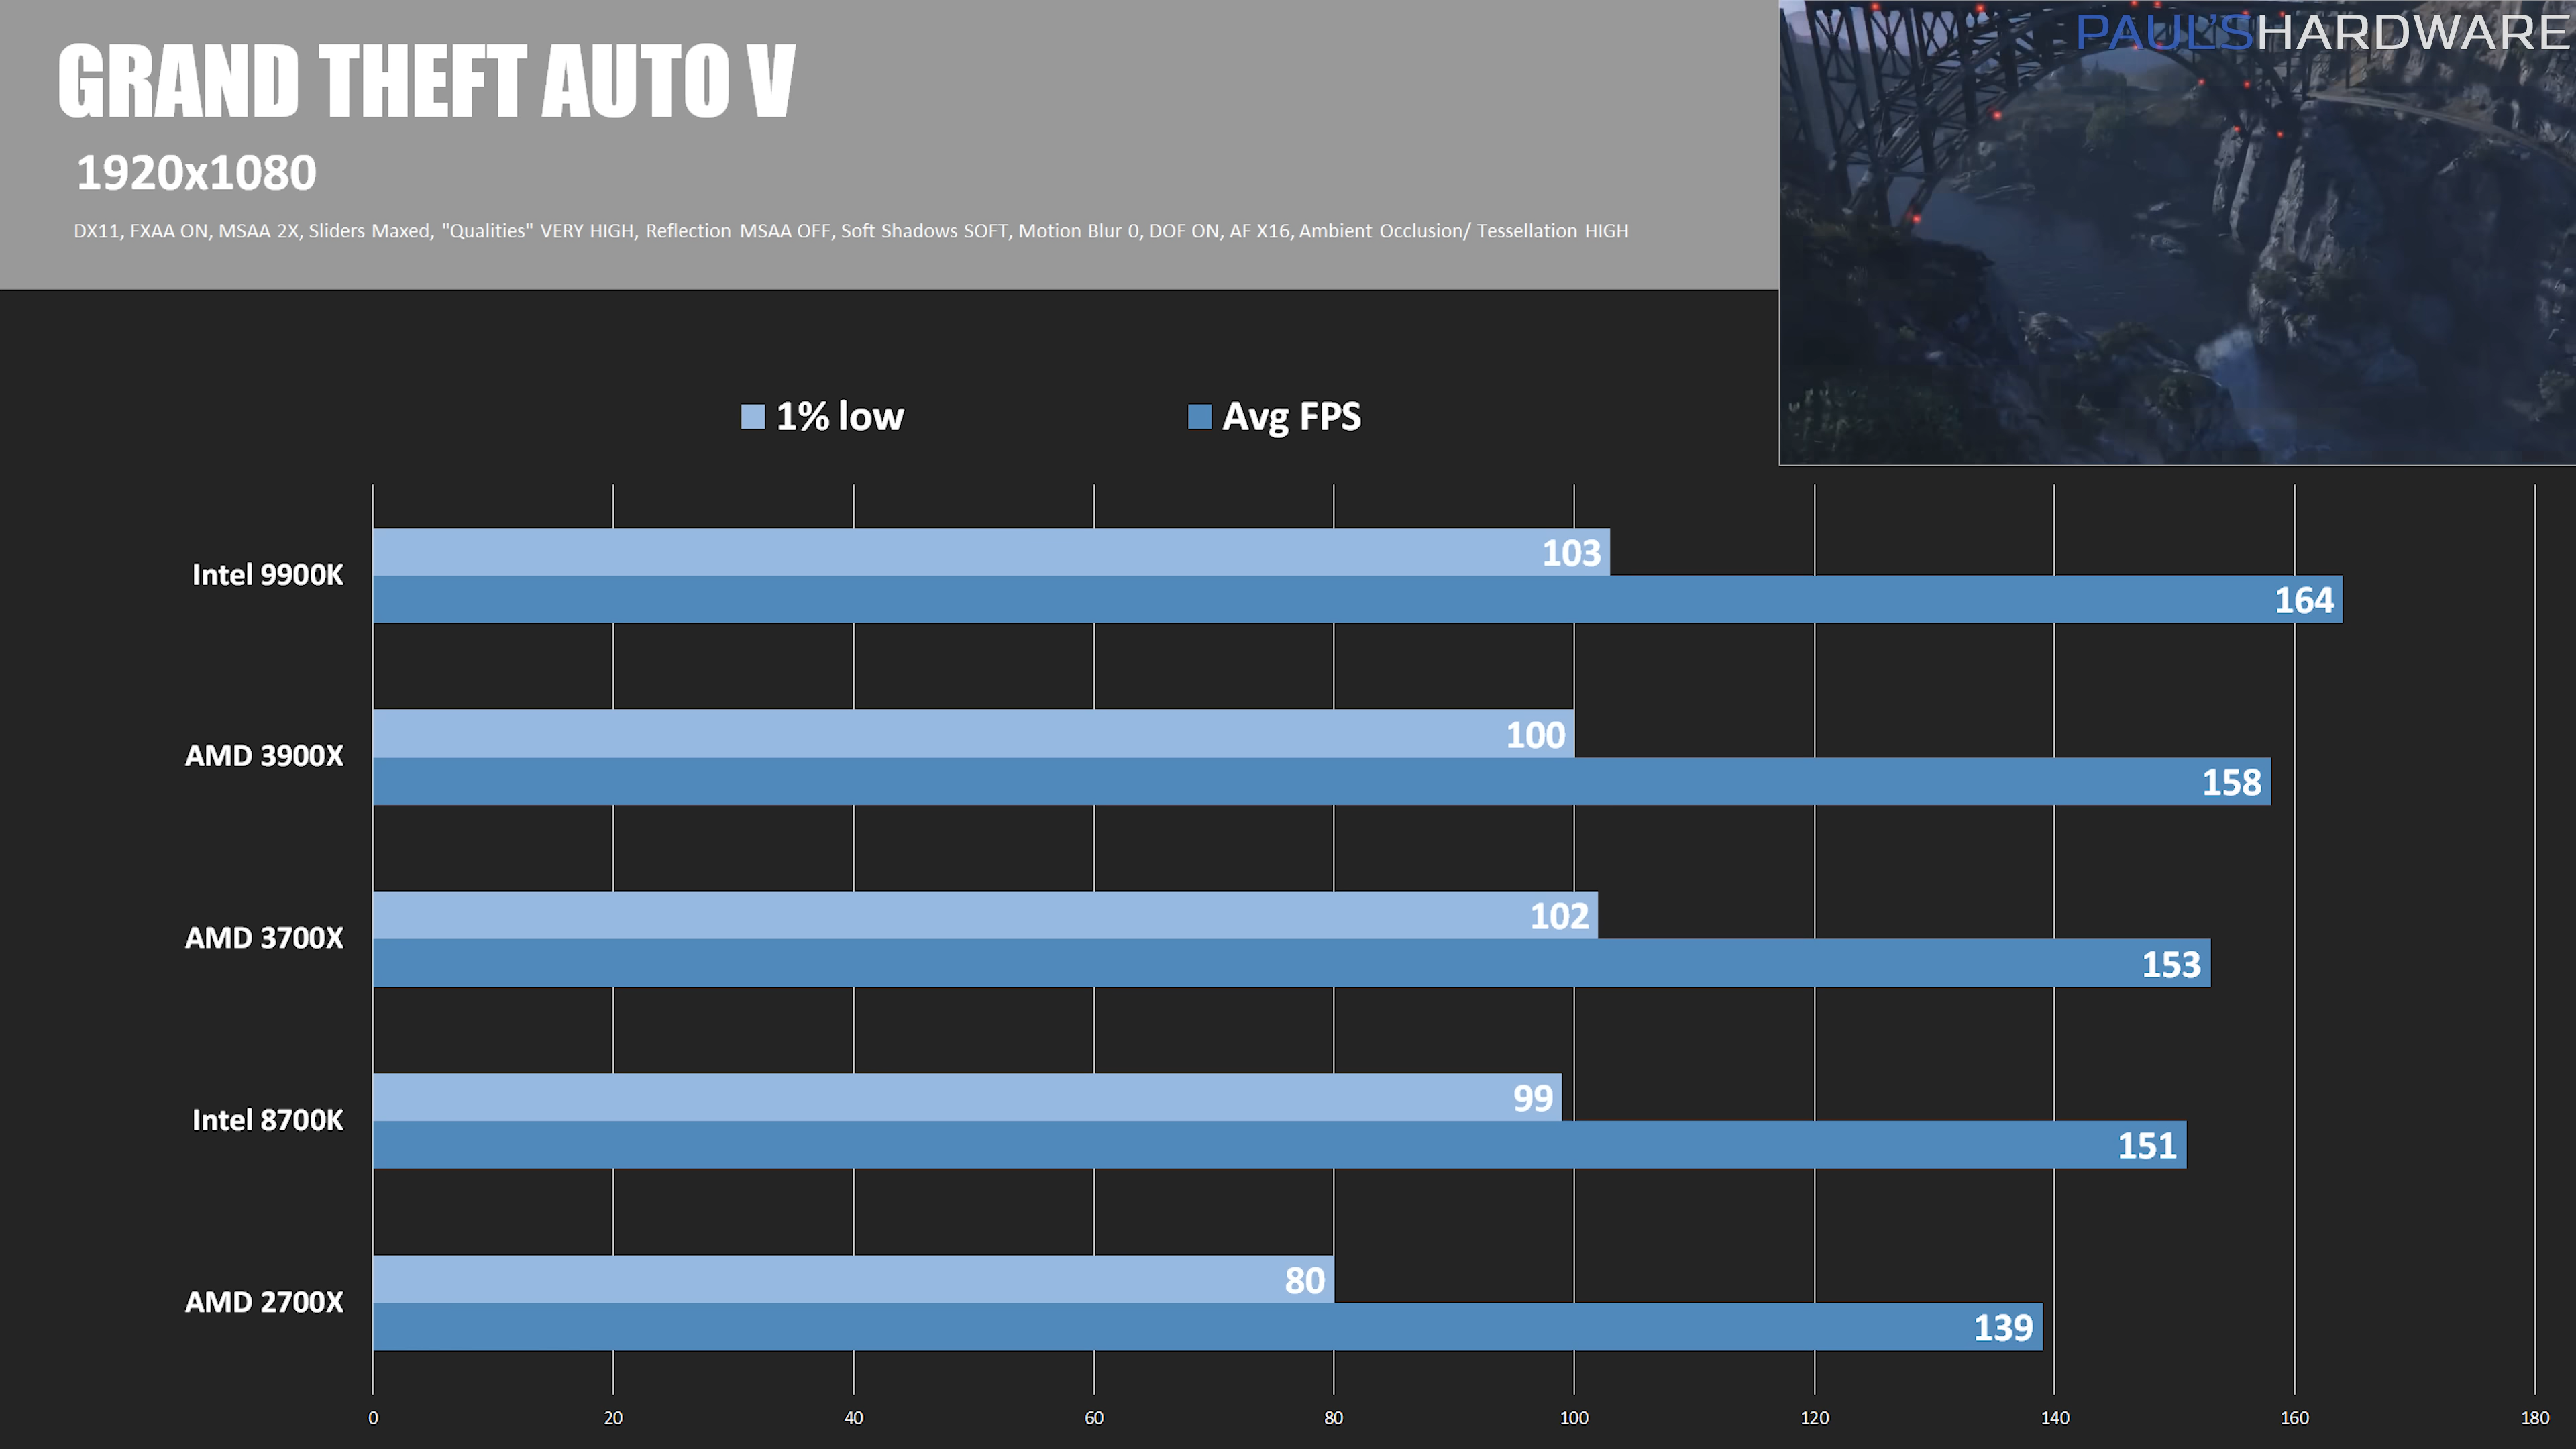 GRAND THEFT AUTO V
PAUL'SHARDWARE
1920x1080
DX11, FXAA ON, MSAA 2X, Sliders Maxed, "Qualities" VERY HIGH, Reflection MSAA OFF, Soft Shadows SOFT, Motion Blur 0, DOF ON, AF X16, Ambient Occlusion/ Tessellation HIGH
1% low Avg FPS
Intel 9900K
103
164
AMD 3900X
100
158
AMD 3700X
102
153
Intel 8700K
99
151
AMD 2700X
80
139
0 20 40 60 80 100 120 140 160 180